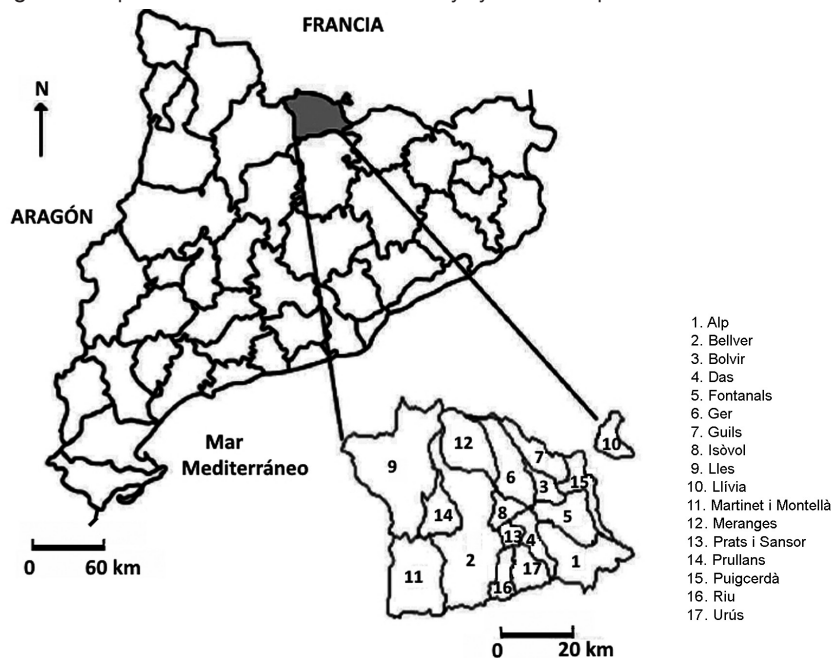 FRANCIA
N
ARAGÓN
Mar
Mediterráneo
0 60 km
1. Alp
2. Bellver
3. Bolvir
4. Das
5. Fontanals
6. Ger
7. Guils
8. Isòvol
9. Lles
10. Llívia
11. Martinet i Montellà
12. Meranges
13. Prats i Sansor
14. Prullans
15. Puigcerdà
16. Riu
17. Urús
10
12
7
9
6
15
3
14
8
5
13
4
2
1
17
11
16
0 20 km